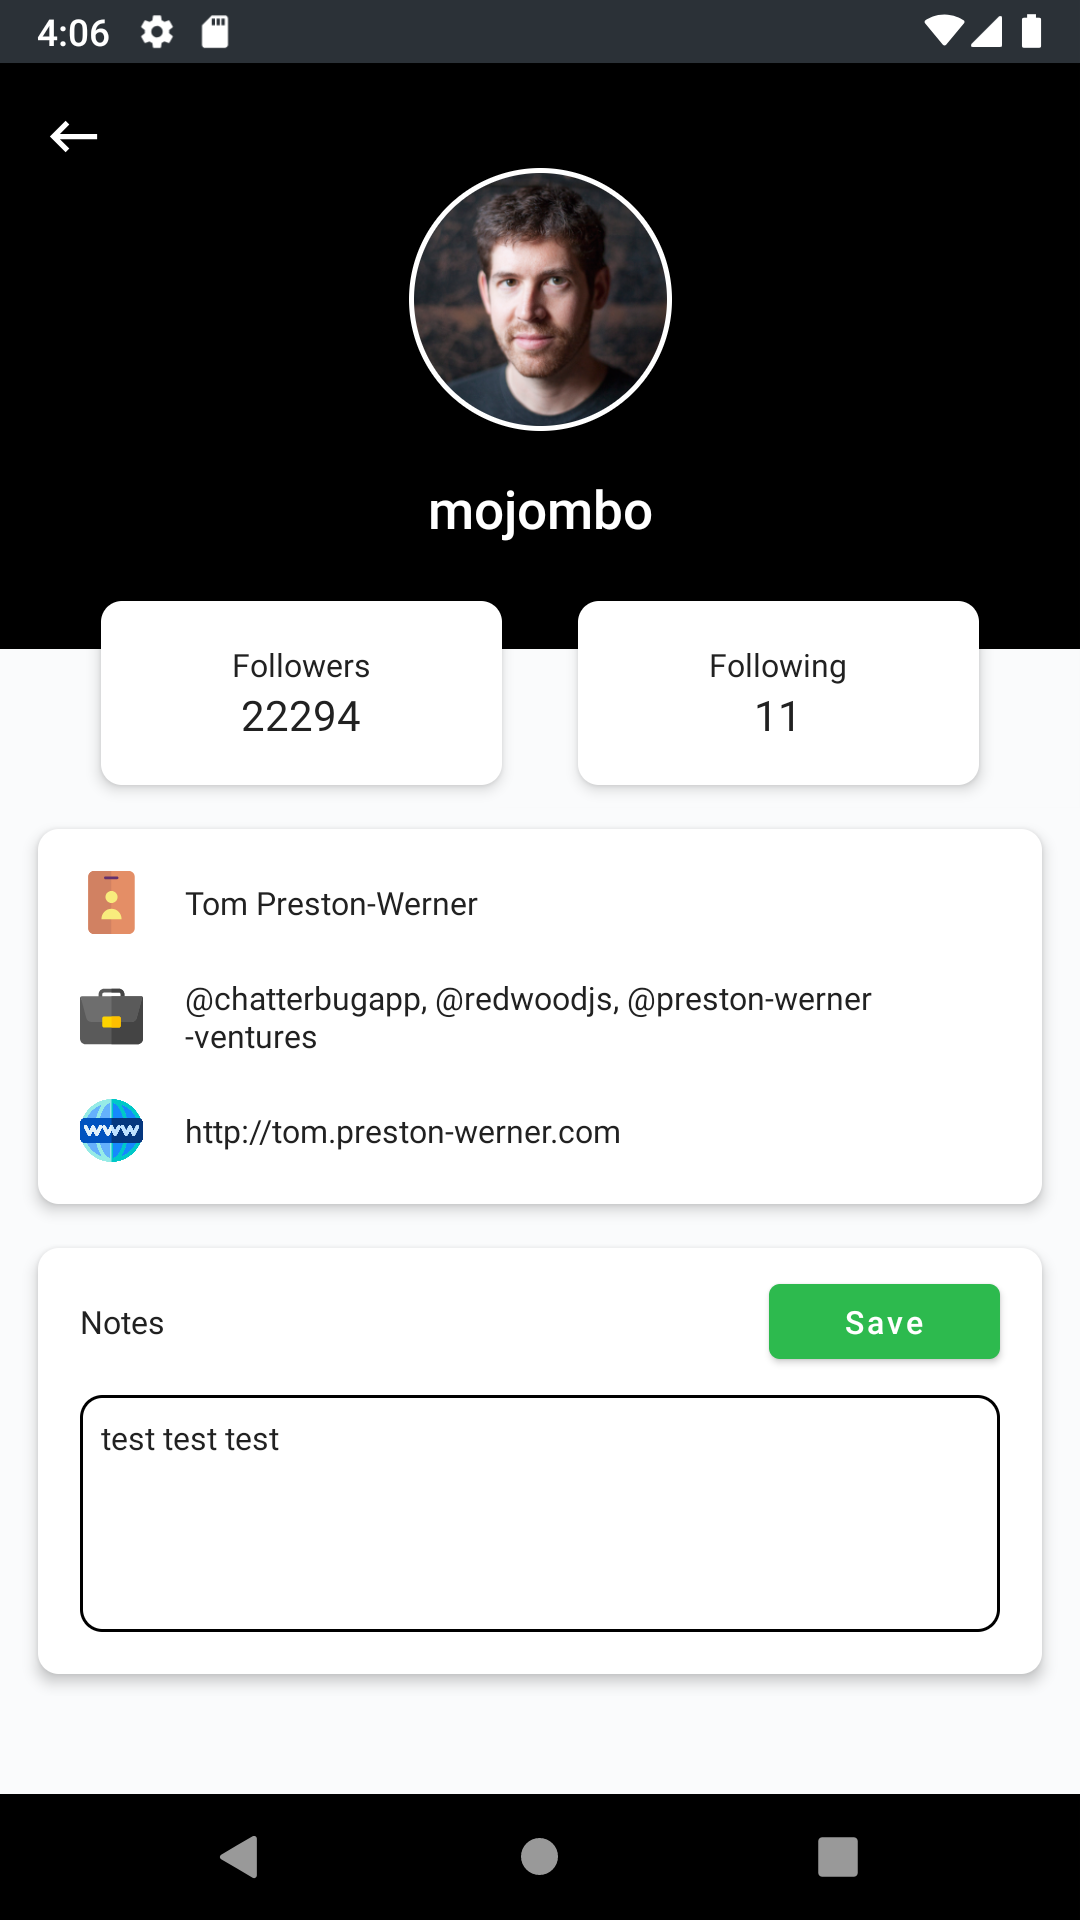 4:06
mojombo
Followers
22294
Following
11
Tom Preston-Werner
@chatterbugapp, @redwoodjs, @preston-werner
-ventures
www
http://tom.preston-werner.com
Notes
Save
test test test